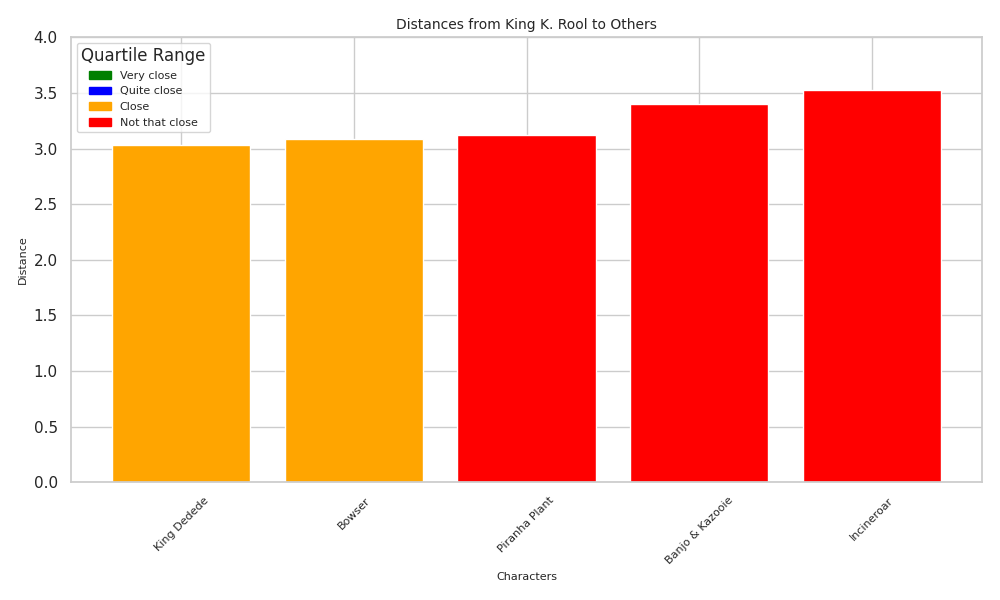 Distances from King K. Rool to Others
Quartile Range
Very close
Quite close
Close
Not that close
4.0
3.5
3.0
2.5
2.0
1.5
1.0
0.5
0.0
Distance
King Dedede
Bowser
Piranha Plant
Banjo & Kazooie
Incineroar
Characters